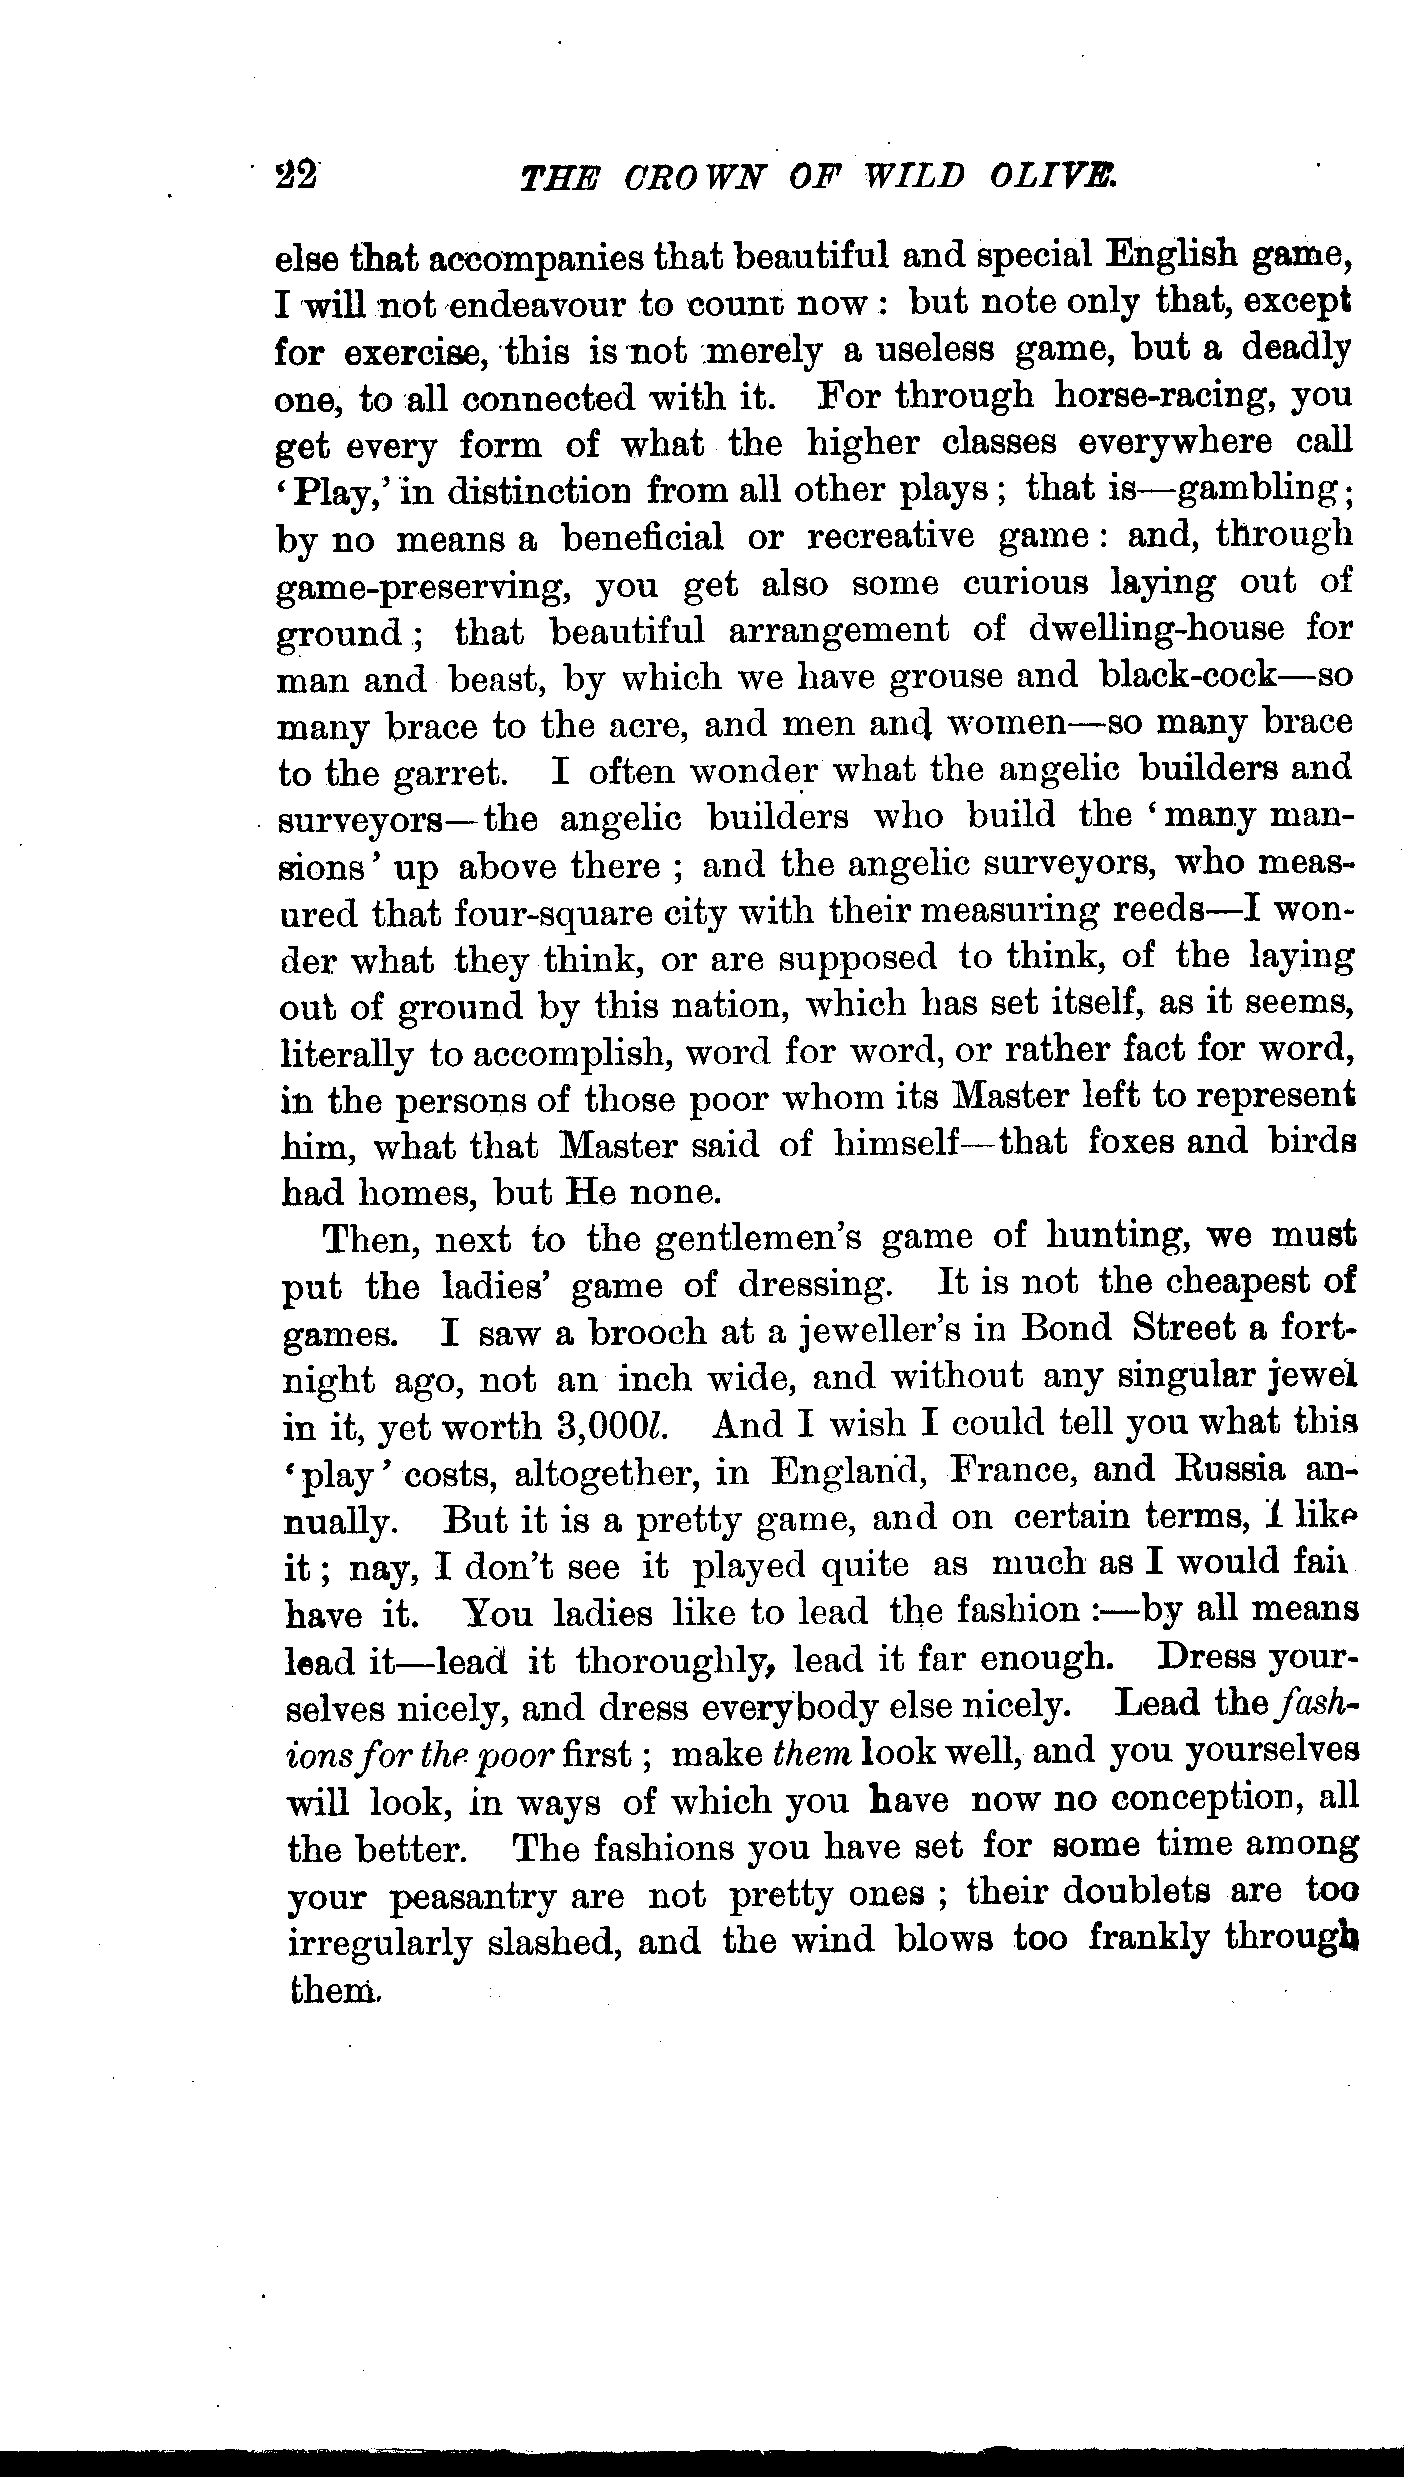 22 THE CROWN OF WILD OLIVE.
else that accompanies that beautiful and special English game,
I will not endeavour to count now : but note only that, except
for exercise, this is not merely a useless game, but a deadly
one, to all connected with it. For through horse-racing, you
get every form of what the higher classes everywhere call
‘Play,’ in distinction from all other plays ; that is—gambling ;
by no means a beneficial or recreative game : and, through
game-preserving, you get also some curious laying out of
ground ; that beautiful arrangement of dwelling-house for
man and beast, by which we have grouse and black-cock—so
many brace to the acre, and men and women—so many brace
to the garret. I often wonder what the angelic builders and
surveyors—the angelic builders who build the ‘many man-
sions’ up above there ; and the angelic surveyors, who meas-
ured that four-square city with their measuring reeds—I won-
der what they think, or are supposed to think, of the laying
out of ground by this nation, which has set itself, as it seems,
literally to accomplish, word for word, or rather fact for word,
in the persons of those poor whom its Master left to represent
him, what that Master said of himself—that foxes and birds
had homes, but He none.
Then, next to the gentlemen’s game of hunting, we must
put the ladies’ game of dressing. It is not the cheapest of
games. I saw a brooch at a jeweller’s in Bond Street a fort-
night ago, not an inch wide, and without any singular jewel
in it, yet worth 3,000l. And I wish I could tell you what this
‘play’ costs, altogether, in England, France, and Russia an-
nually. But it is a pretty game, and on certain terms, I like
it ; nay, I don’t see it played quite as much as I would fain
have it. You ladies like to lead the fashion :—by all means
lead it—lead it thoroughly, lead it far enough. Dress your-
selves nicely, and dress everybody else nicely. Lead the fash-
ions for the poor first ; make them look well, and you yourselves
will look, in ways of which you have now no conception, all
the better. The fashions you have set for some time among
your peasantry are not pretty ones ; their doublets are too
irregularly slashed, and the wind blows too frankly through
them.